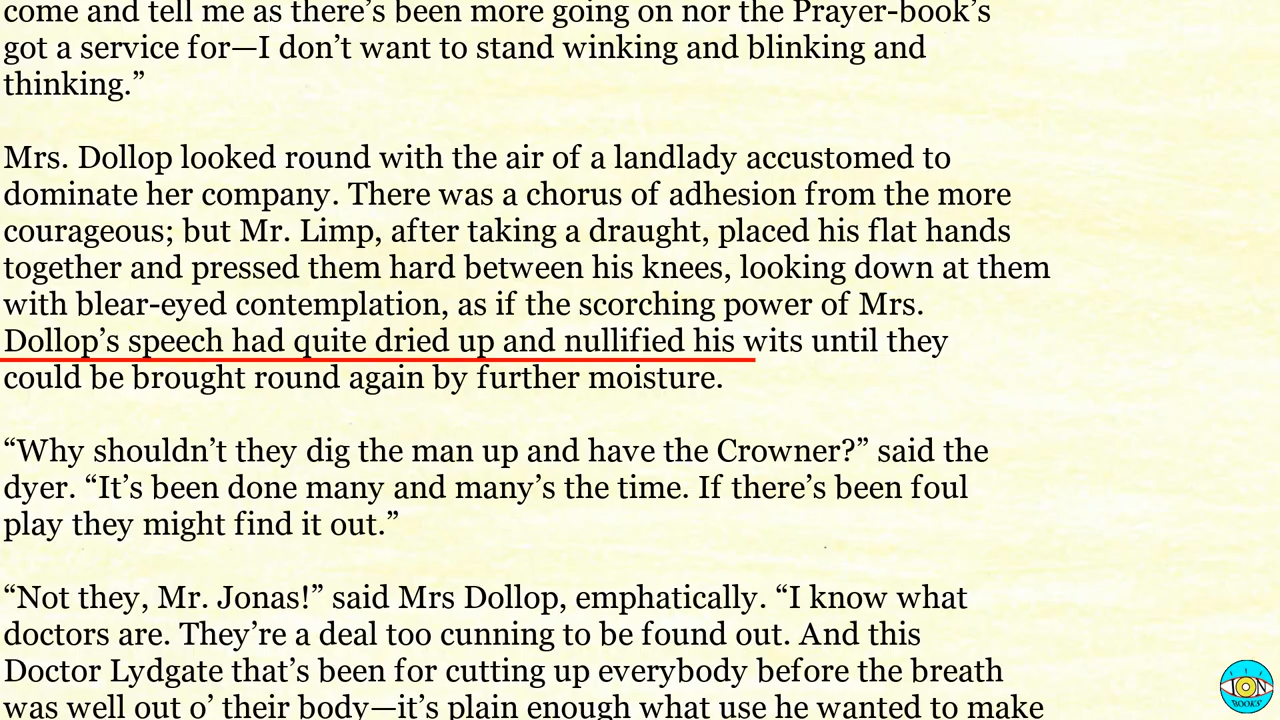 come and tell me as there’s been more going on nor the Prayer-book’s
got a service for—I don’t want to stand winking and blinking and
thinking.”
Mrs. Dollop looked round with the air of a landlady accustomed to
dominate her company. There was a chorus of adhesion from the more
courageous; but Mr. Limp, after taking a draught, placed his flat hands
together and pressed them hard between his knees, looking down at them
with blear-eyed contemplation, as if the scorching power of Mrs.
Dollop’s speech had quite dried up and nullified his wits until they
could be brought round again by further moisture.
“Why shouldn’t they dig the man up and have the Crowner?” said the
dyer. “It’s been done many and many’s the time. If there’s been foul
play they might find it out.”
“Not they, Mr. Jonas!” said Mrs Dollop, emphatically. “I know what
doctors are. They’re a deal too cunning to be found out. And this
Doctor Lydgate that’s been for cutting up everybody before the breath
was well out o’ their body—it’s plain enough what use he wanted to make
ION
BOOKS